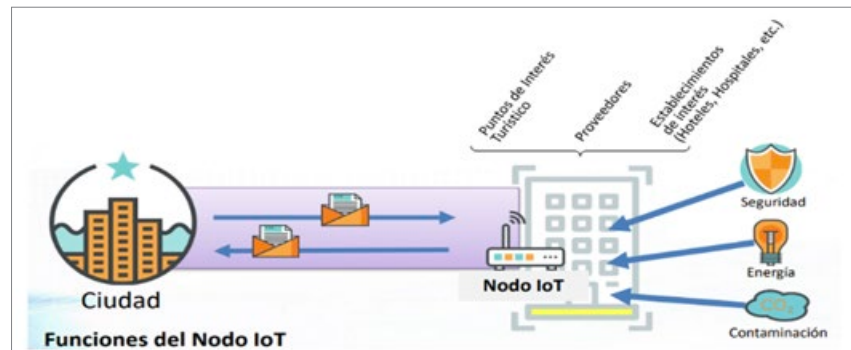 Puntos de Interés
Turístico
Proveedores
Establecimientos
de interés
(Hoteles, Hospitales, etc.)
Seguridad
Energía
CO₂
Contaminación
Ciudad
Nodo IoT
Funciones del Nodo IoT